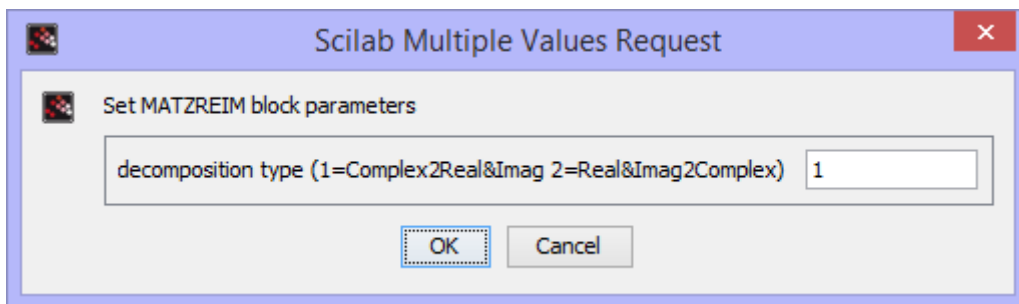 Scilab Multiple Values Request
Set MATZREIM block parameters
decomposition type (1=Complex2Real&Imag 2=Real&Imag2Complex) 1
OK Cancel